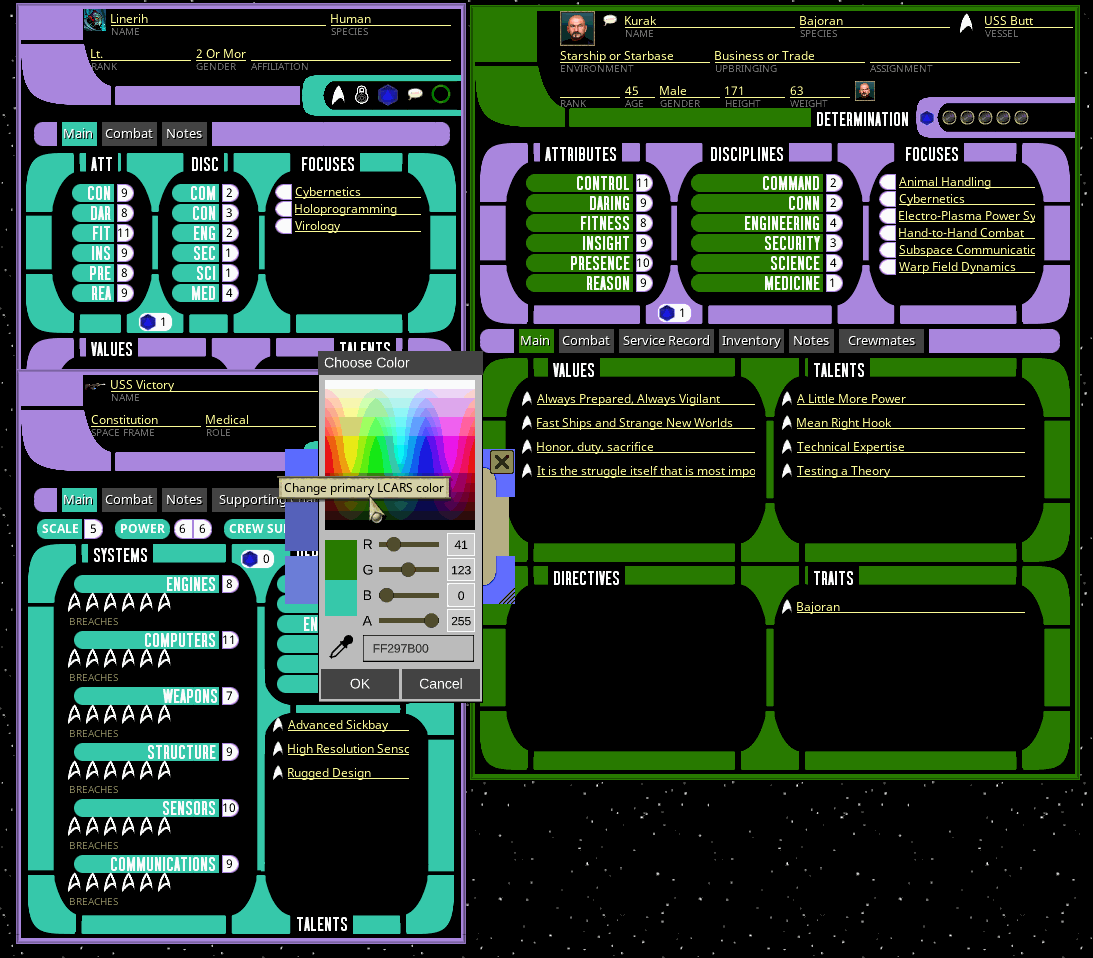 Linerih Human
NAME SPECIES
Lt. 2 Or Mor
RANK GENDER AFFILIATION
Main Combat Notes
ATT DISC FOCUSES
CON 9 COM 2 Cybernetics
DAR 8 CON 3 Holoprogramming
FIT 11 ENG 2 Virology
INS 9 SEC 1
PRE 8 SCI 1
REA 9 MED 4
1
VALUES TALENTS
Kurak Bajoran USS Butt
NAME SPECIES VESSEL
Starship or Starbase Business or Trade
ENVIRONMENT UPBRINGING ASSIGNMENT
45 Male 171 63
RANK AGE GENDER HEIGHT WEIGHT
DETERMINATION
ATTRIBUTES DISCIPLINES FOCUSES
CONTROL 11 COMMAND 2 Animal Handling
DARING 9 CONN 2 Cybernetics
FITNESS 8 ENGINEERING 4 Electro-Plasma Power Sy
INSIGHT 9 SECURITY 3 Hand-to-Hand Combat
PRESENCE 10 SCIENCE 4 Subspace Communicatic
REASON 9 MEDICINE 1 Warp Field Dynamics
1
Main Combat Service Record Inventory Notes Crewmates
VALUES TALENTS
Always Prepared, Always Vigilant A Little More Power
Fast Ships and Strange New Worlds Mean Right Hook
Honor, duty, sacrifice Technical Expertise
It is the struggle itself that is most impo Testing a Theory
DIRECTIVES TRAITS
Bajoran
USS Victory
NAME
Constitution Medical
SPACE FRAME ROLE
Main Combat Notes Supporting
SCALE 5 POWER 6 6 CREW SU
SYSTEMS 0
ENGINES 8
BREACHES
COMPUTERS 11 EN
BREACHES
WEAPONS 7
BREACHES
STRUCTURE 9
BREACHES
SENSORS 10
BREACHES
COMMUNICATIONS 9
BREACHES
Advanced Sickbay
High Resolution Sensc
Rugged Design
TALENTS
Choose Color
Change primary LCARS color
R 41
G 123
B 0
A 255
FF297B00
OK Cancel